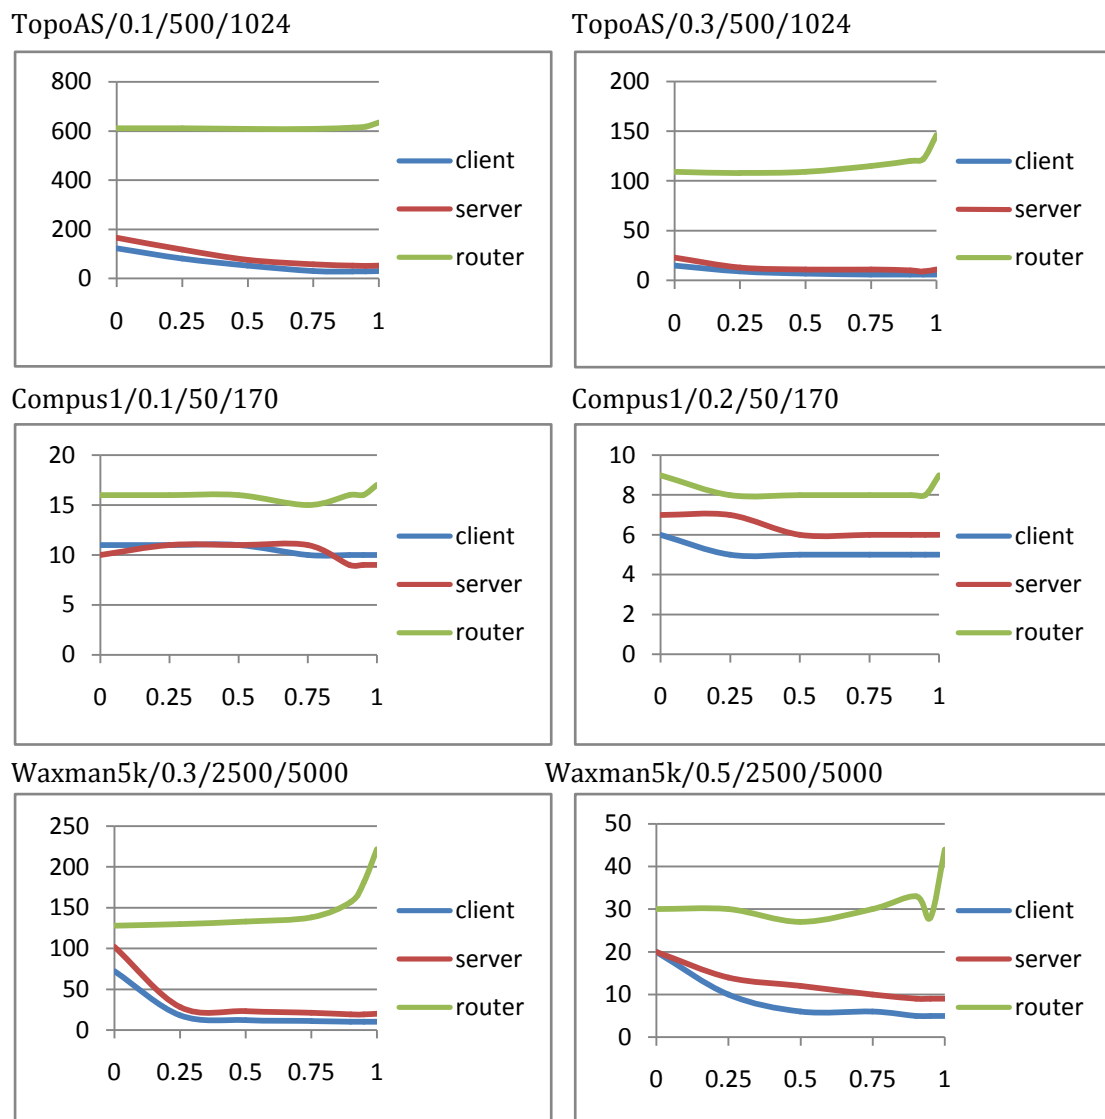 TopoAS/0.1/500/1024
800
600
400
200
0
0 0.25 0.5 0.75 1
client
server
router
TopoAS/0.3/500/1024
200
150
100
50
0
0 0.25 0.5 0.75 1
client
server
router
Compus1/0.1/50/170
20
15
10
5
0
0 0.25 0.5 0.75 1
client
server
router
Compus1/0.2/50/170
10
8
6
4
2
0
0 0.25 0.5 0.75 1
client
server
router
Waxman5k/0.3/2500/5000
250
200
150
100
50
0
0 0.25 0.5 0.75 1
client
server
router
Waxman5k/0.5/2500/5000
50
40
30
20
10
0
0 0.25 0.5 0.75 1
client
server
router